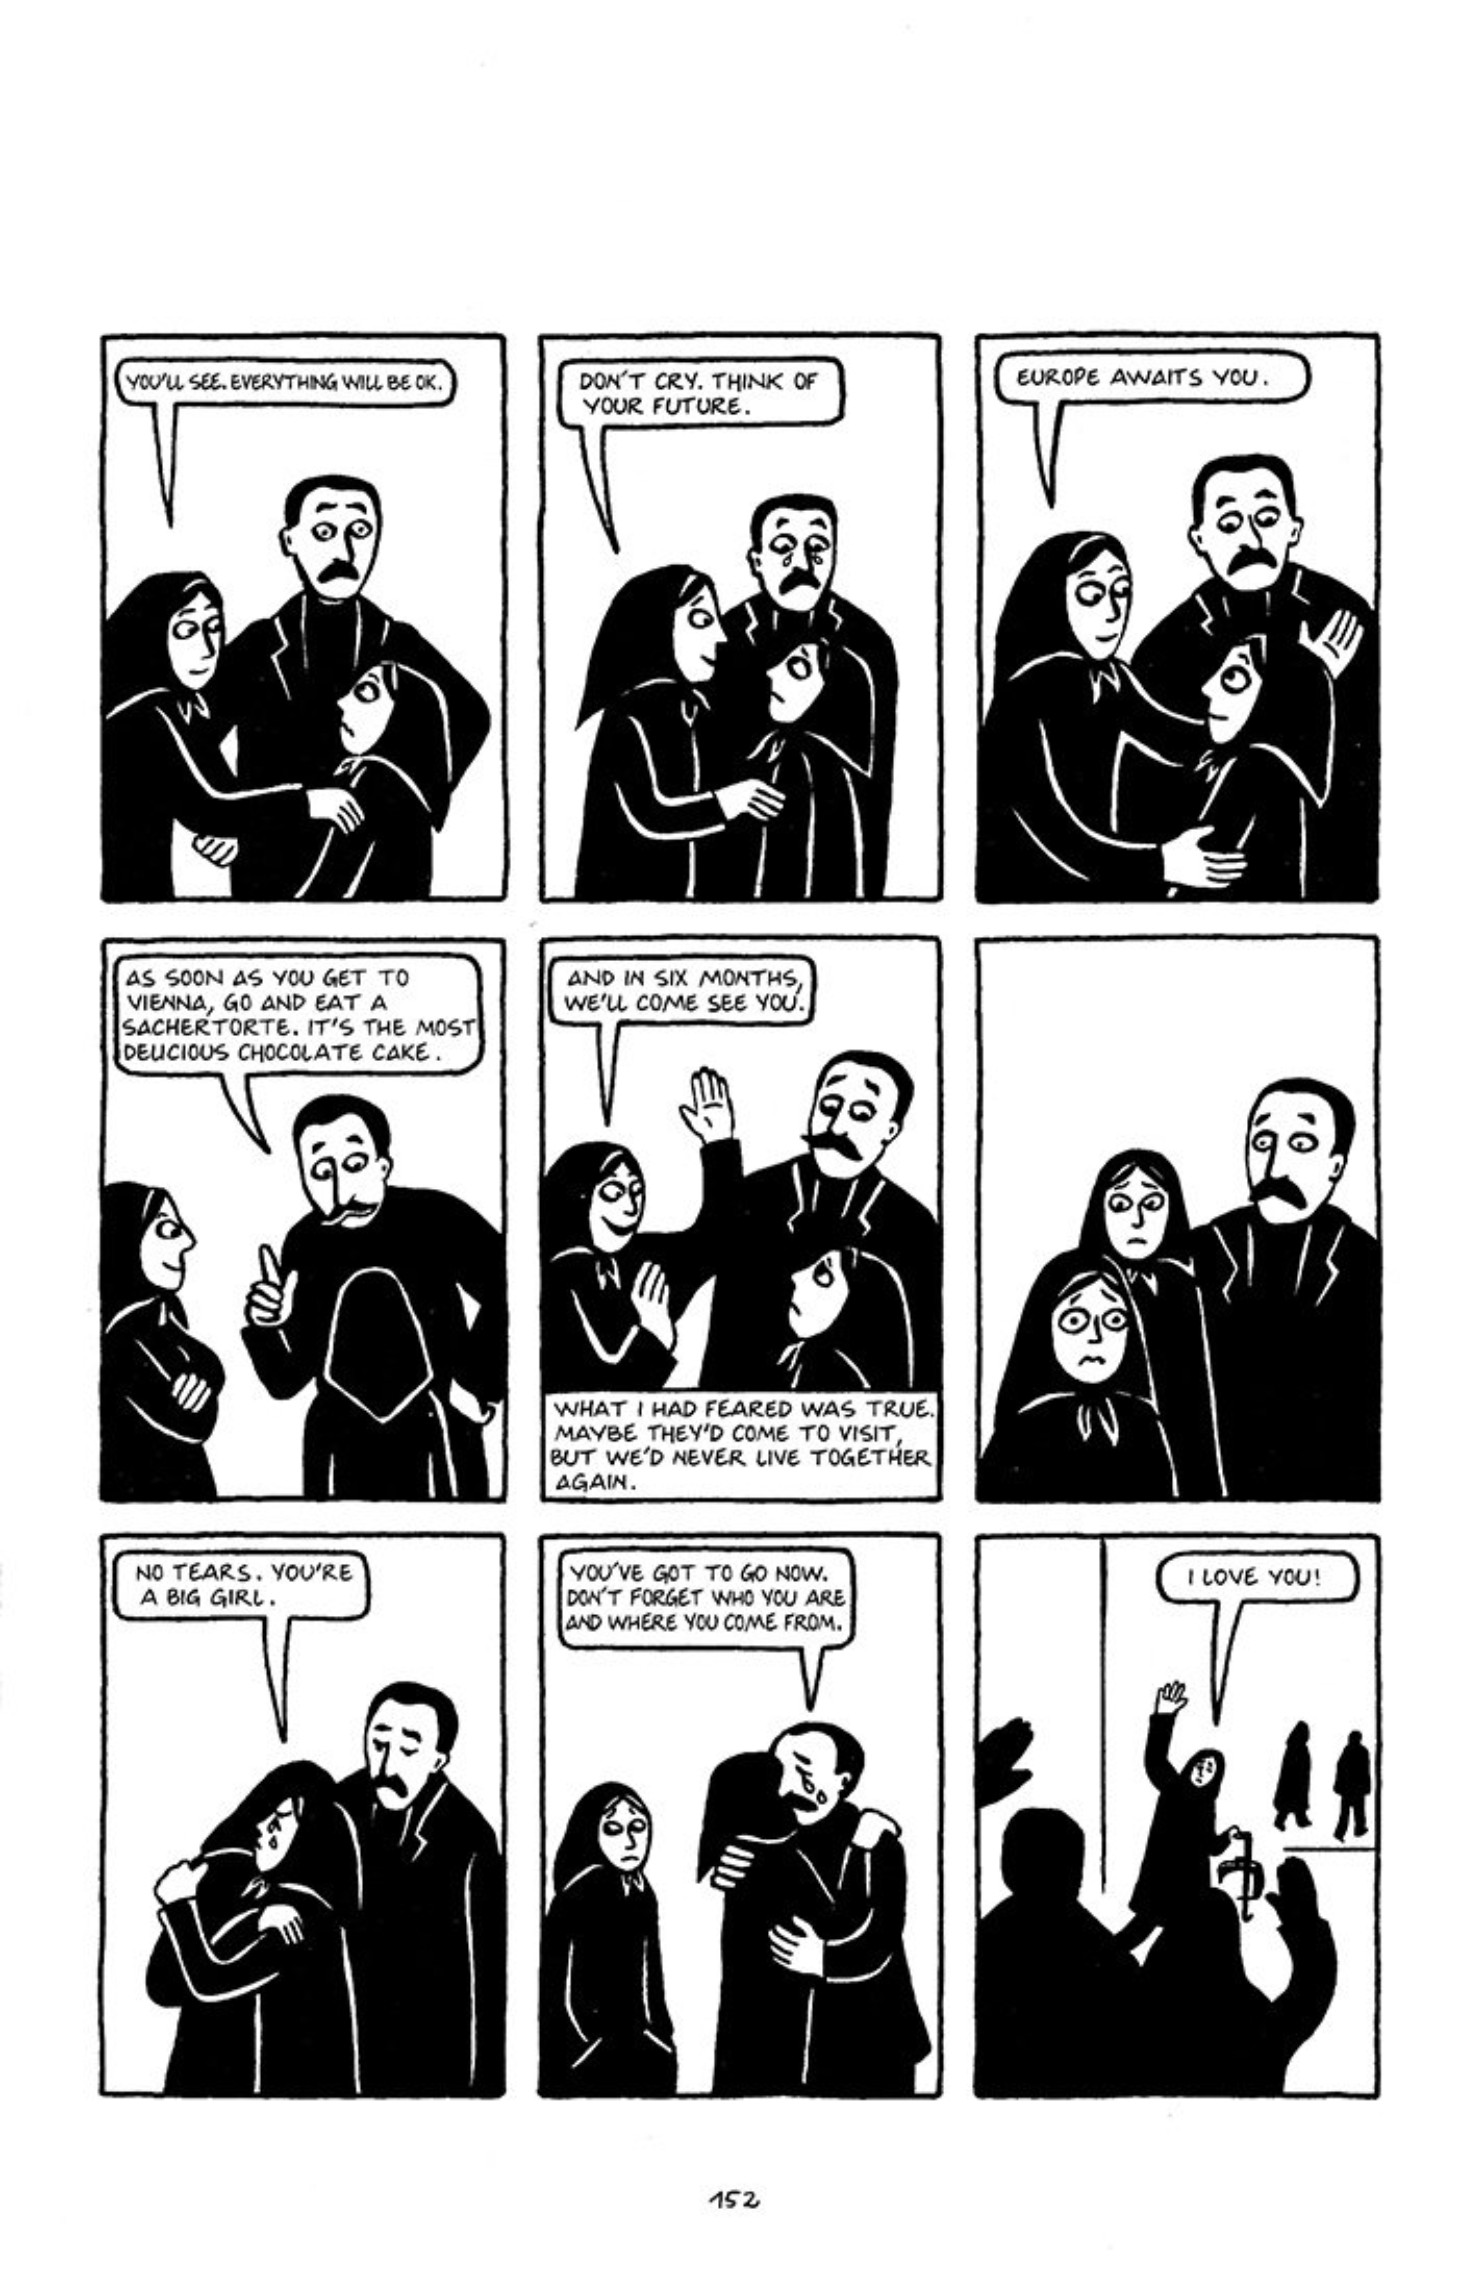 YOU'LL SEE. EVERYTHING WILL BE OK.
DON'T CRY. THINK OF
YOUR FUTURE.
EUROPE AWAITS YOU.
AS SOON AS YOU GET TO
VIENNA, GO AND EAT A
SACHERTORTE. IT'S THE MOST
DELICIOUS CHOCOLATE CAKE.
AND IN SIX MONTHS,
WE'LL COME SEE YOU.
WHAT I HAD FEARED WAS TRUE.
MAYBE THEY'D COME TO VISIT,
BUT WE'D NEVER LIVE TOGETHER
AGAIN.
NO TEARS. YOU'RE
A BIG GIRL.
YOU'VE GOT TO GO NOW.
DON'T FORGET WHO YOU ARE
AND WHERE YOU COME FROM.
I LOVE YOU!
152